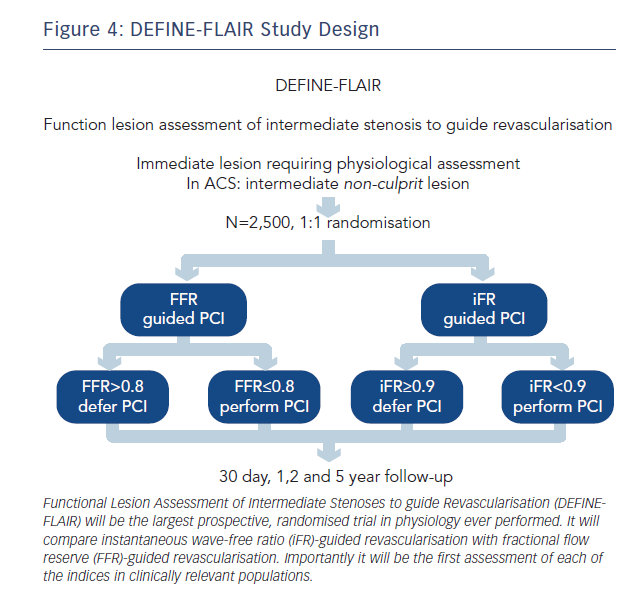 Figure 4: DEFINE-FLAIR Study Design
DEFINE-FLAIR
Function lesion assessment of intermediate stenosis to guide revascularisation
Immediate lesion requiring physiological assessment
In ACS: intermediate non-culprit lesion
N=2,500, 1:1 randomisation
FFR
guided PCI
iFR
guided PCI
FFR>0.8
defer PCI
FFR≤0.8
perform PCI
iFR≥0.9
defer PCI
iFR<0.9
perform PCI
30 day, 1,2 and 5 year follow-up
Functional Lesion Assessment of Intermediate Stenoses to guide Revascularisation (DEFINE-
FLAIR) will be the largest prospective, randomised trial in physiology ever performed. It will
compare instantaneous wave-free ratio (iFR)-guided revascularisation with fractional flow
reserve (FFR)-guided revascularisation. Importantly it will be the first assessment of each of
the indices in clinically relevant populations.